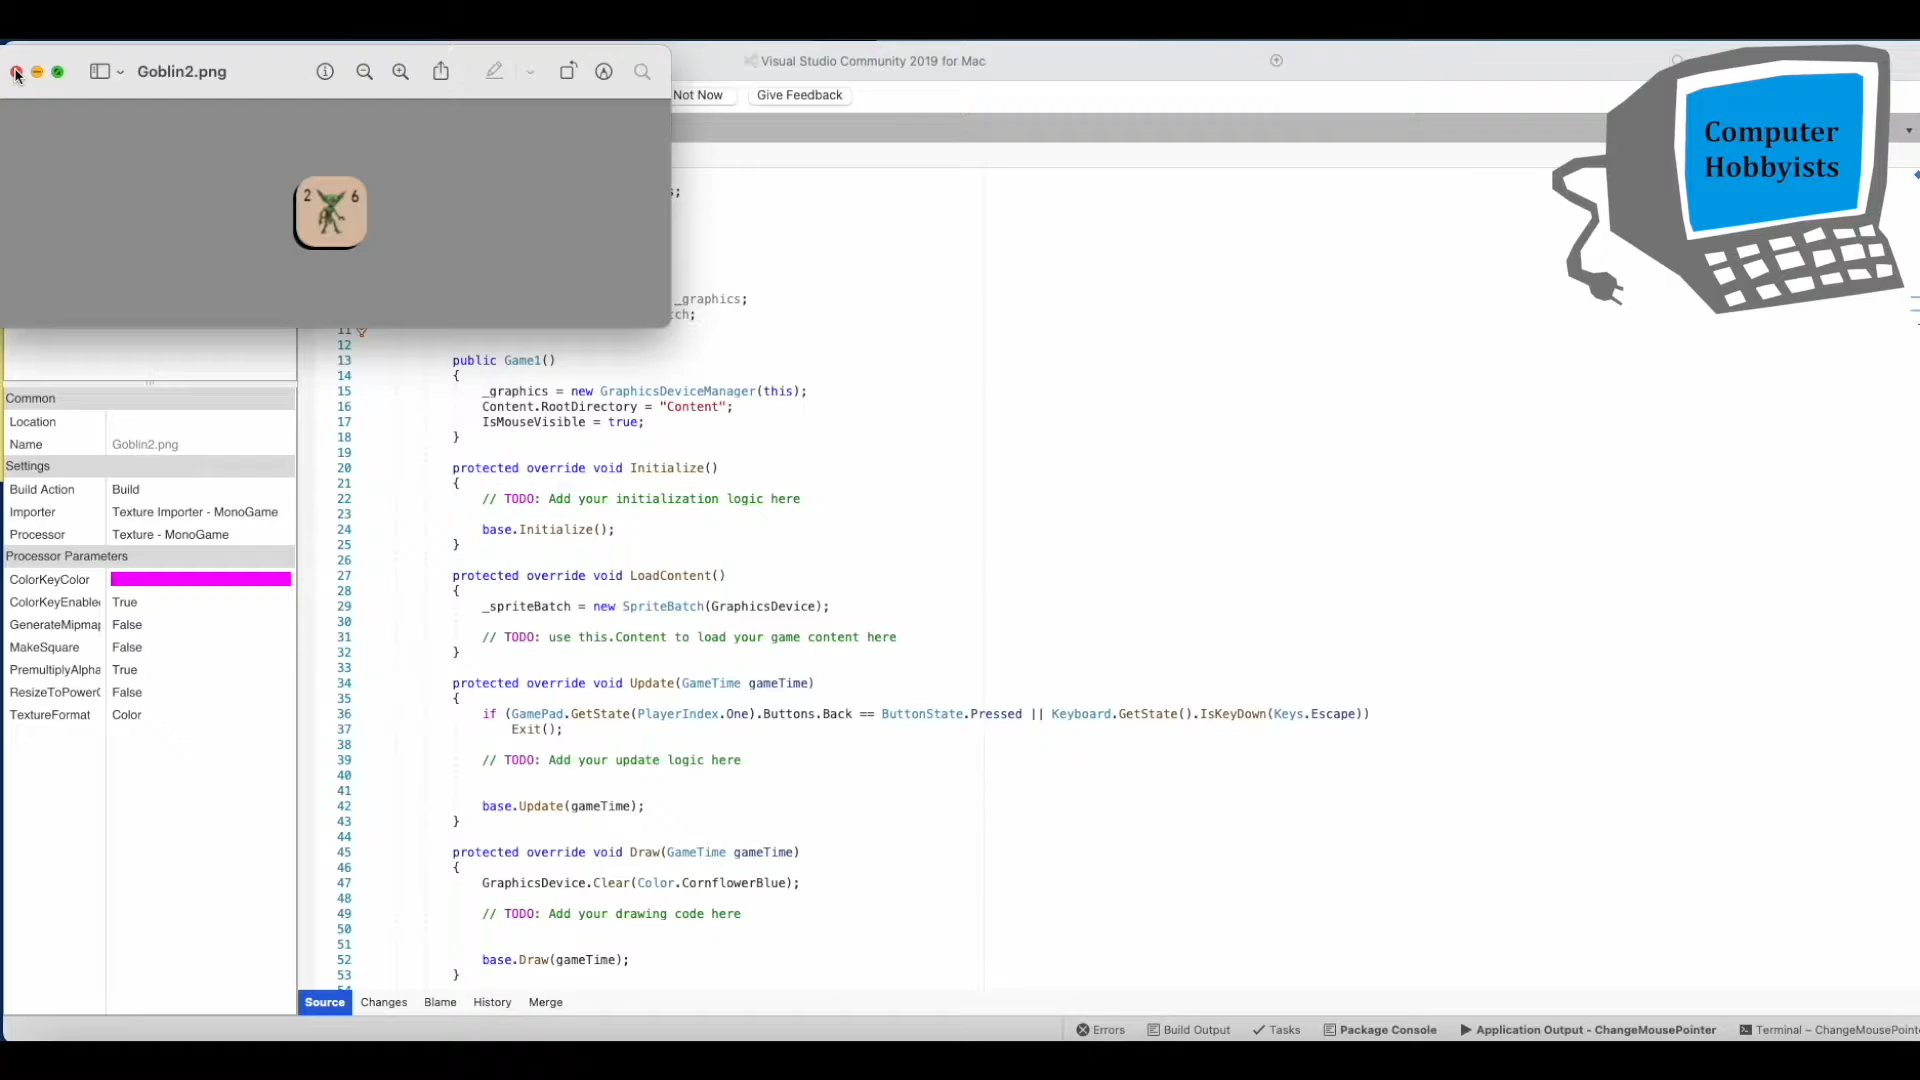 Goblin2.png
Visual Studio Community 2019 for Mac
Not Now
Give Feedback
Computer
Hobbyists
2 6
;
_graphics;
ch;
11
12
13 public Game1()
14 {
15 _graphics = new GraphicsDeviceManager(this);
16 Content.RootDirectory = "Content";
17 IsMouseVisible = true;
18 }
19
20 protected override void Initialize()
21 {
22 // TODO: Add your initialization logic here
23
24 base.Initialize();
25 }
26
27 protected override void LoadContent()
28 {
29 _spriteBatch = new SpriteBatch(GraphicsDevice);
30
31 // TODO: use this.Content to load your game content here
32 }
33
34 protected override void Update(GameTime gameTime)
35 {
36 if (GamePad.GetState(PlayerIndex.One).Buttons.Back == ButtonState.Pressed || Keyboard.GetState().IsKeyDown(Keys.Escape))
37 Exit();
38
39 // TODO: Add your update logic here
40
41
42 base.Update(gameTime);
43 }
44
45 protected override void Draw(GameTime gameTime)
46 {
47 GraphicsDevice.Clear(Color.CornflowerBlue);
48
49 // TODO: Add your drawing code here
50
51
52 base.Draw(gameTime);
53 }
Common
Location
Name Goblin2.png
Settings
Build Action Build
Importer Texture Importer - MonoGame
Processor Texture - MonoGame
Processor Parameters
ColorKeyColor
ColorKeyEnable True
GenerateMipma False
MakeSquare False
PremultiplyAlpha True
ResizeToPower False
TextureFormat Color
Source Changes Blame History Merge
Errors Build Output Tasks Package Console Application Output - ChangeMousePointer Terminal – ChangeMousePointe